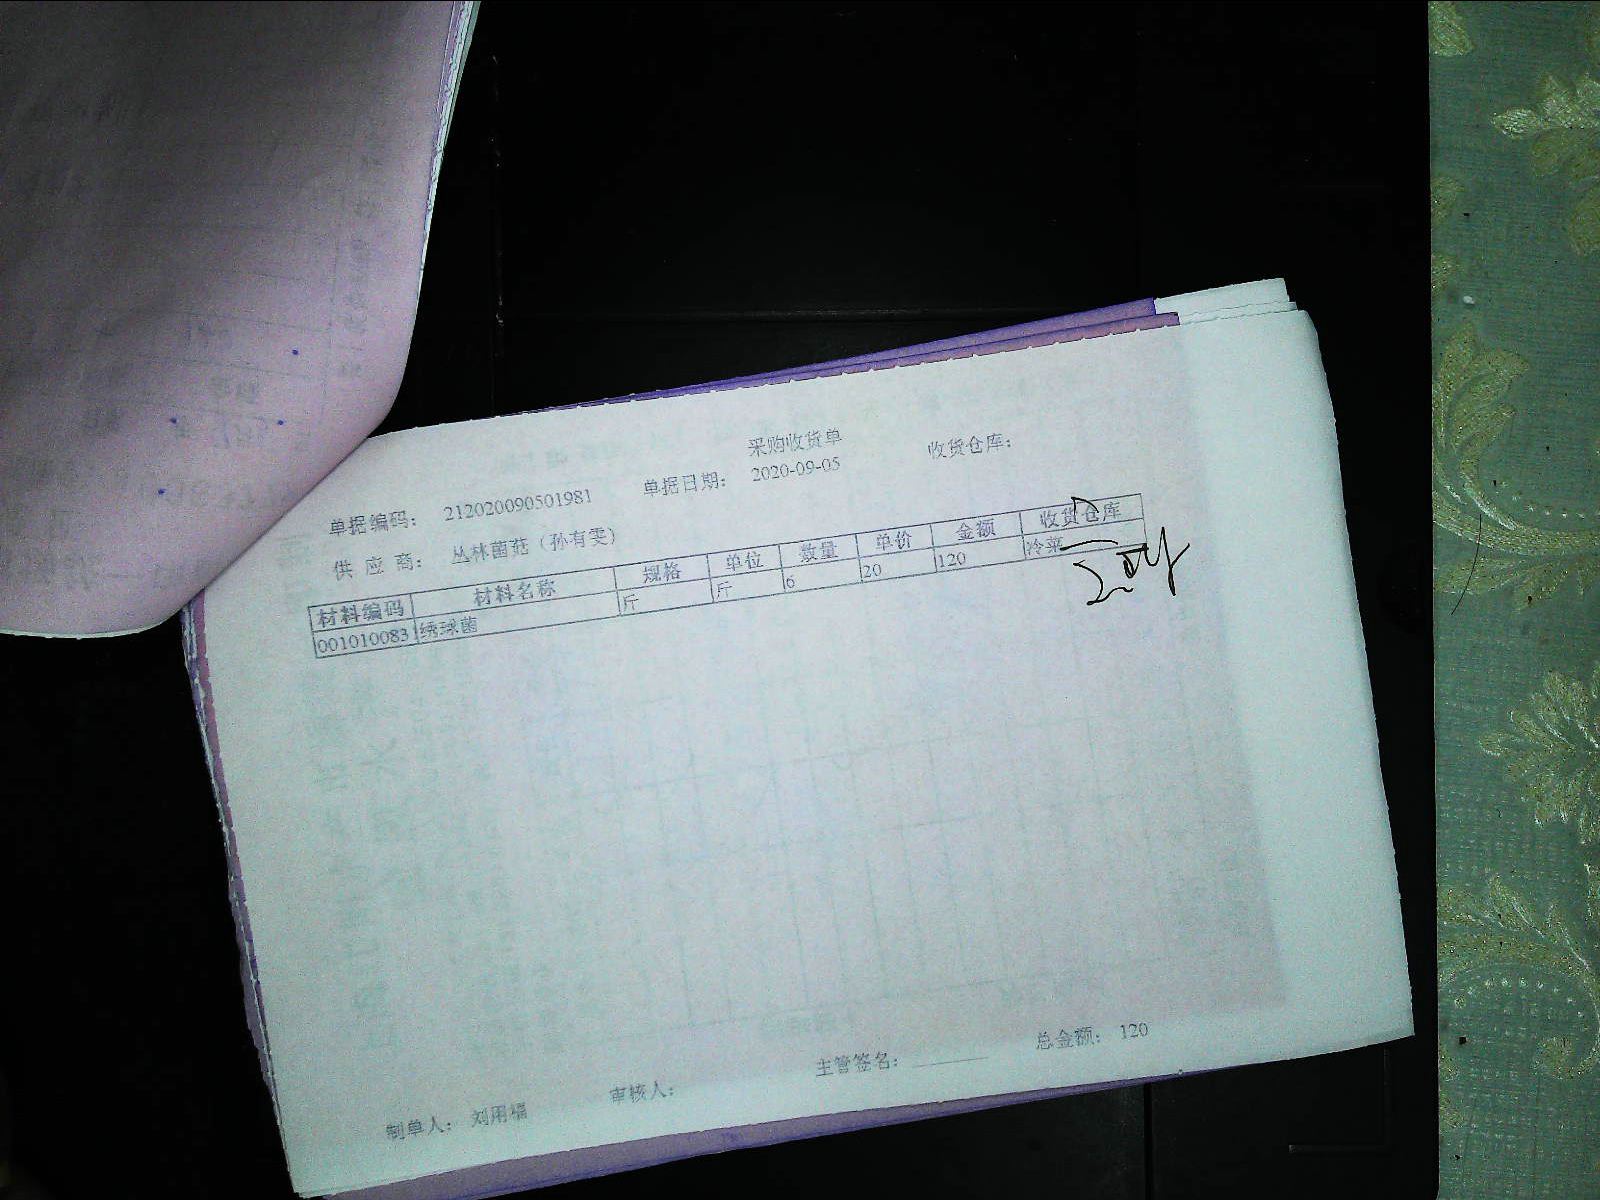 采购收货单
单据编码： 212020090501981 单据日期： 2020-09-05 收货仓库：
供 应 商： 丛林菌菇（孙有雯）
材料编码 材料名称 规格 单位 数量 单价 金额 收货仓库
001010083 绣球菌 斤 斤 6 20 120 冷菜
制单人： 刘用福 审核人： 主管签名： 总金额： 120